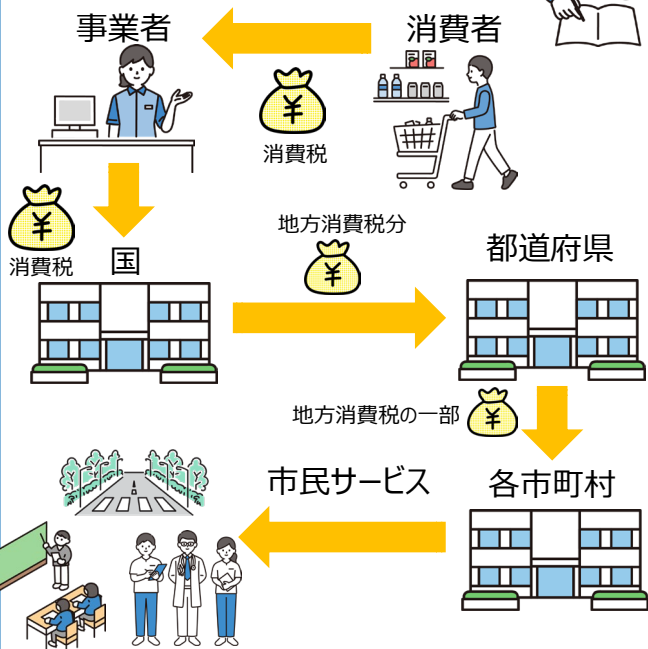 事業者
消費者
¥
消費税
¥
消費税
国
地方消費税分
¥
都道府県
地方消費税の一部
¥
市民サービス
各市町村